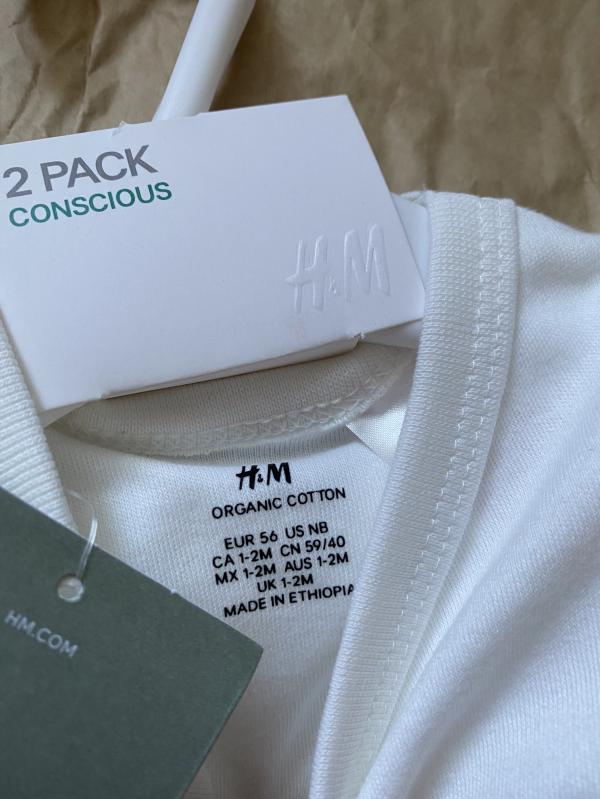 2 PACK
CONSCIOUS
H&M
H&M
ORGANIC COTTON
EUR 56 US NB
CA 1-2M CN 59/40
MX 1-2M AUS 1-2M
UK 1-2M
MADE IN ETHIOPIA
HM.COM